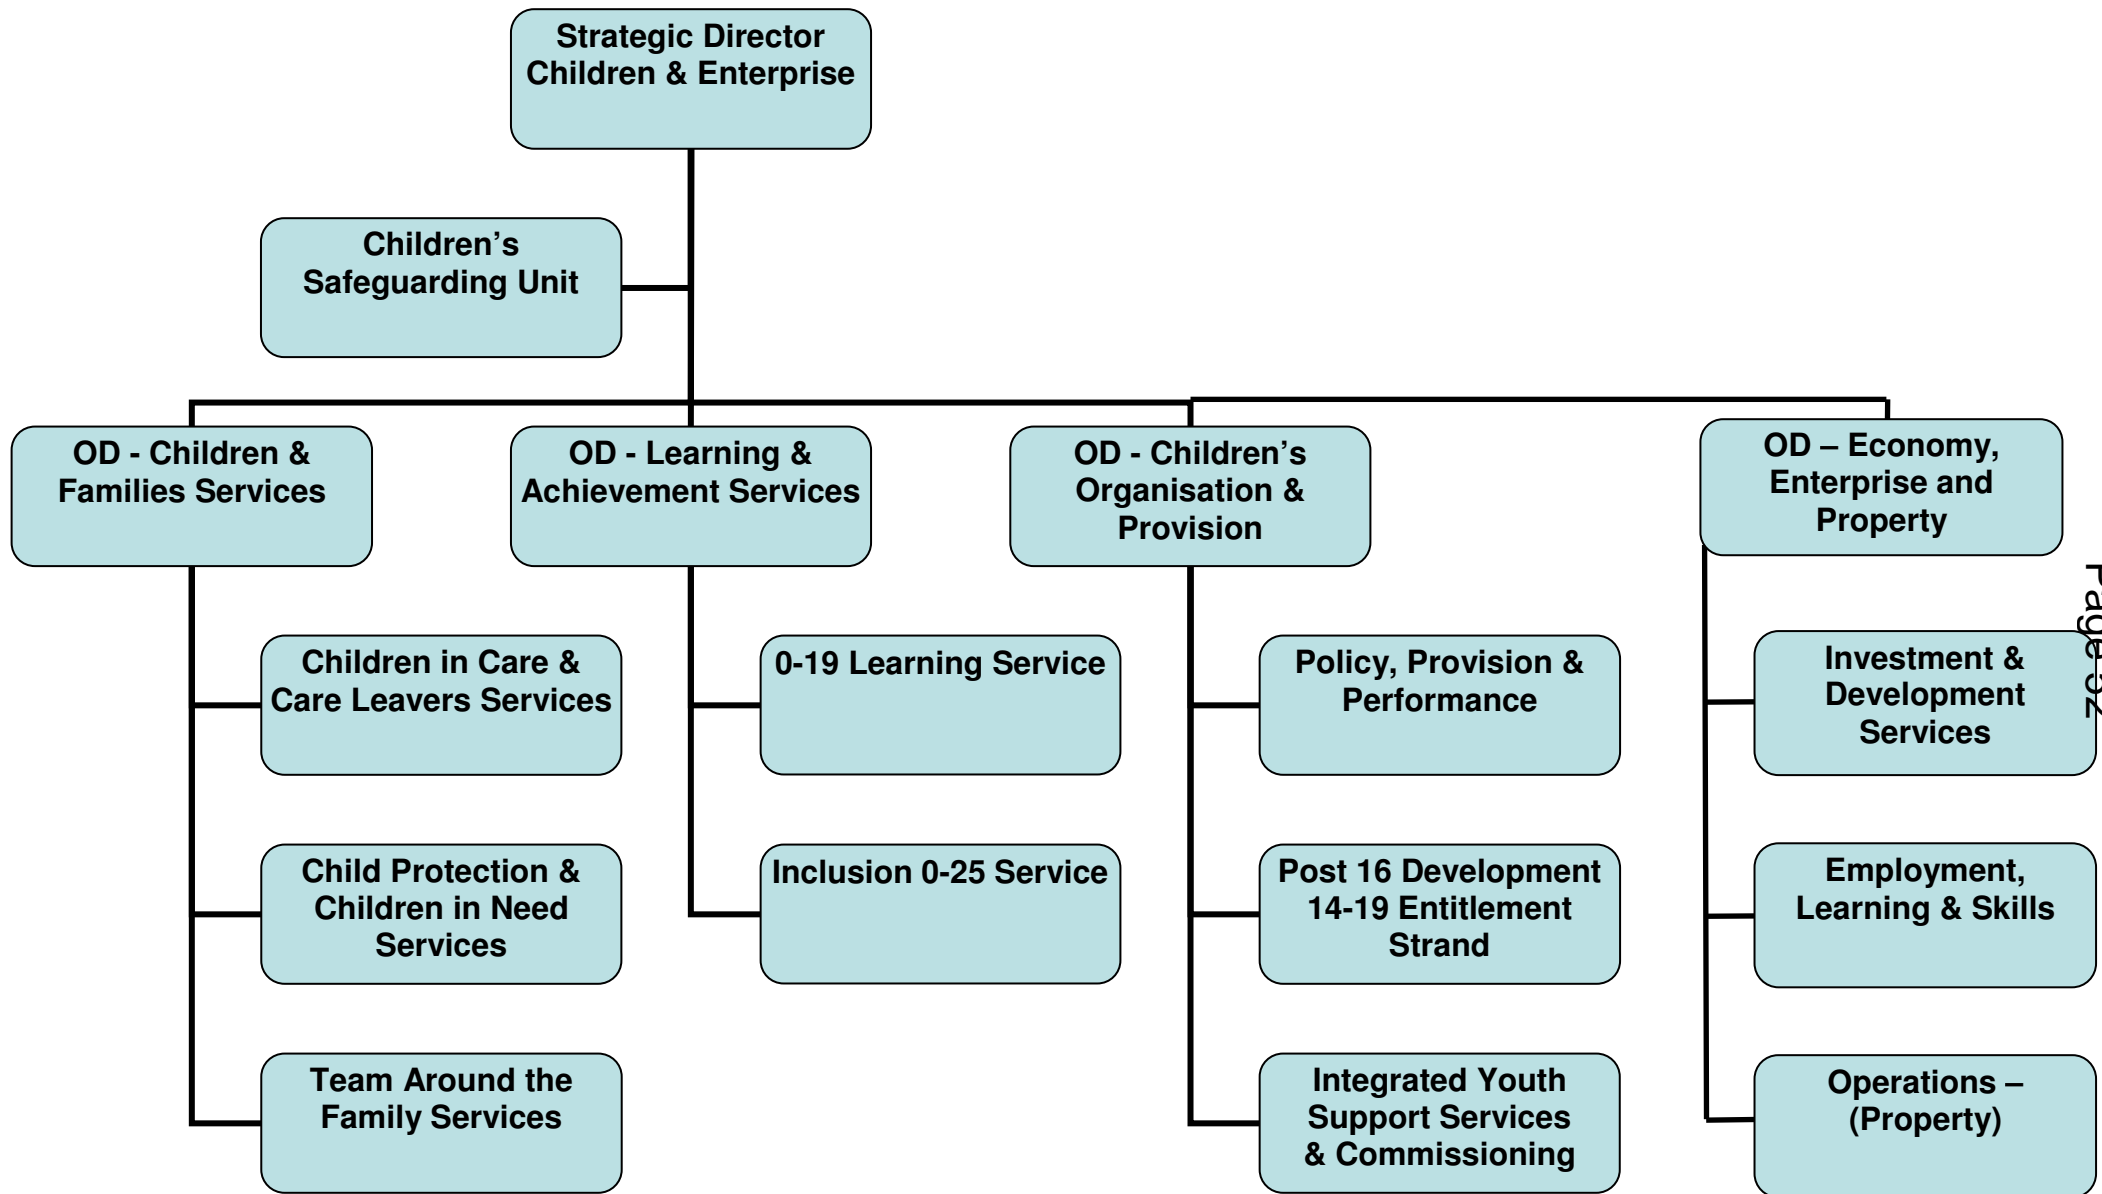 Strategic Director
Children & Enterprise
Children’s
Safeguarding Unit
OD - Children &
Families Services
OD - Learning &
Achievement Services
OD - Children’s
Organisation &
Provision
OD – Economy,
Enterprise and
Property
Children in Care &
Care Leavers Services
0-19 Learning Service
Policy, Provision &
Performance
Investment &
Development
Services
Child Protection &
Children in Need
Services
Inclusion 0-25 Service
Post 16 Development
14-19 Entitlement
Strand
Employment,
Learning & Skills
Team Around the
Family Services
Integrated Youth
Support Services
& Commissioning
Operations –
(Property)
Page 52